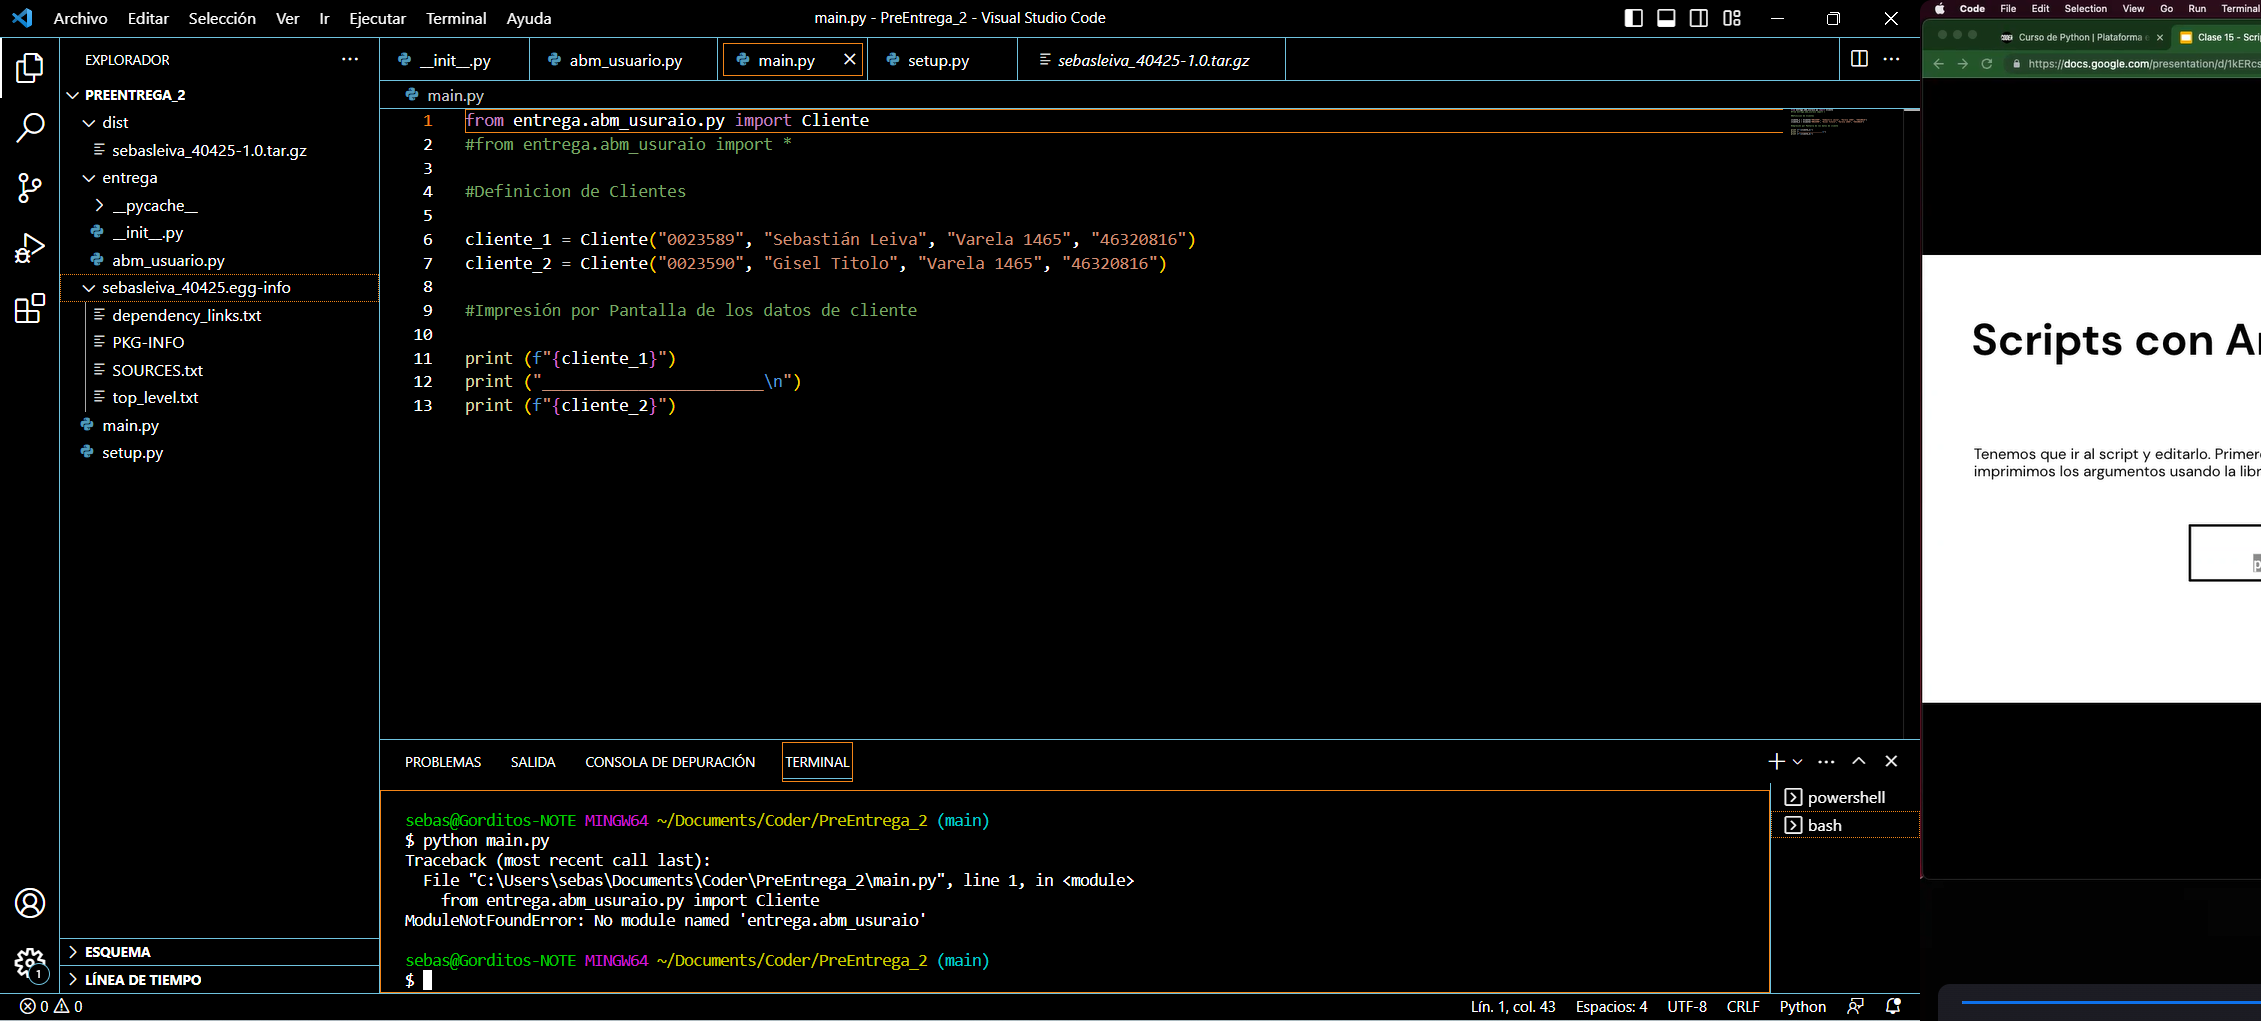 Archivo Editar Selección Ver Ir Ejecutar Terminal Ayuda
main.py - PreEntrega_2 - Visual Studio Code
EXPLORADOR
PREENTREGA_2
dist
sebasleiva_40425-1.0.tar.gz
entrega
__pycache__
__init__.py
abm_usuario.py
sebasleiva_40425.egg-info
dependency_links.txt
PKG-INFO
SOURCES.txt
top_level.txt
main.py
setup.py
ESQUEMA
LÍNEA DE TIEMPO
__init__.py abm_usuario.py main.py setup.py sebasleiva_40425-1.0.tar.gz
main.py
1 from entrega.abm_usuraio.py import Cliente
2 #from entrega.abm_usuraio import *
3
4 #Definicion de Clientes
5
6 cliente_1 = Cliente("0023589", "Sebastián Leiva", "Varela 1465", "46320816")
7 cliente_2 = Cliente("0023590", "Gisel Titolo", "Varela 1465", "46320816")
8
9 #Impresión por Pantalla de los datos de cliente
10
11 print (f"{cliente_1}")
12 print ("_______________________\n")
13 print (f"{cliente_2}")
PROBLEMAS SALIDA CONSOLA DE DEPURACIÓN TERMINAL
powershell
bash
sebas@Gorditos-NOTE MINGW64 ~/Documents/Coder/PreEntrega_2 (main)
$ python main.py
Traceback (most recent call last):
File "C:\Users\sebas\Documents\Coder\PreEntrega_2\main.py", line 1, in <module>
from entrega.abm_usuraio.py import Cliente
ModuleNotFoundError: No module named 'entrega.abm_usuraio'
sebas@Gorditos-NOTE MINGW64 ~/Documents/Coder/PreEntrega_2 (main)
$
1
0 0
Lín. 1, col. 43 Espacios: 4 UTF-8 CRLF Python
Code File Edit Selection View Go Run Terminal
Curso de Python | Plataforma Clase 15 - Scri
https://docs.google.com/presentation/d/1kERcs
Scripts con A
Tenemos que ir al script y editarlo. Primer
imprimimos los argumentos usando la libr
p